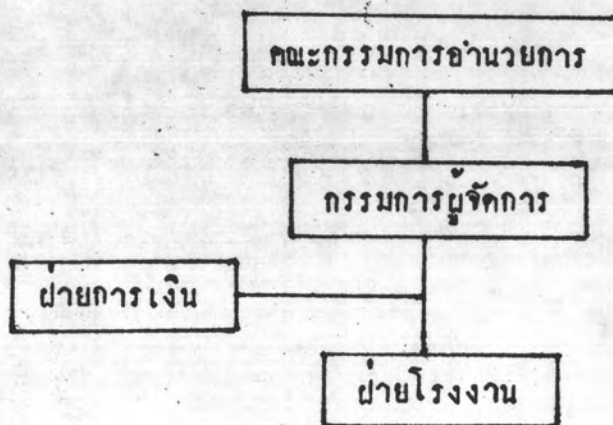 คณะกรรมการอำนวยการ
กรรมการผู้จัดการ
ฝ่ายการเงิน
ฝ่ายโรงงาน